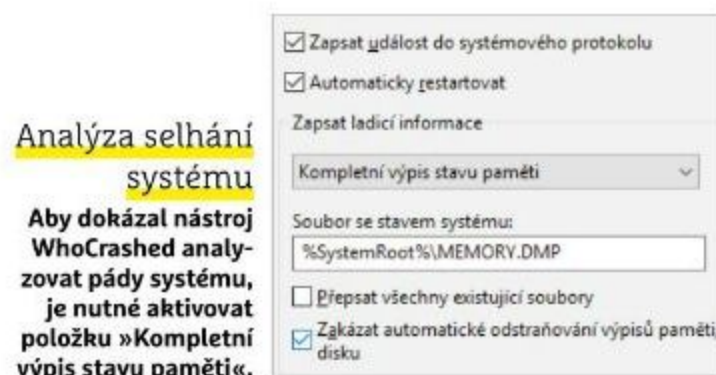 Analýza selhání
systému
Aby dokázal nástroj
WhoCrashed analy-
zovat pády systému,
je nutné aktivovat
položku »Kompletní
výpis stavu paměti«.
Zapsat událost do systémového protokolu
Automaticky restartovat
Zapsat ladicí informace
Kompletní výpis stavu paměti
Soubor se stavem systému:
%SystemRoot%\MEMORY.DMP
Přepsat všechny existující soubory
Zakázat automatické odstraňování výpisů paměti,
disku